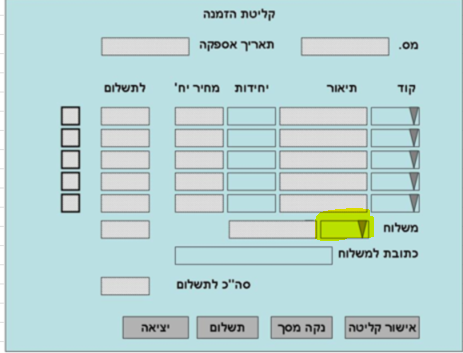 קליטת הזמנה
מס. תאריך אספקה
קוד תיאור יחידות מחיר יח' לתשלום
משלוח
כתובת למשלוח
סה"כ לתשלום
אישור קליטה נקה מסך תשלום יציאה